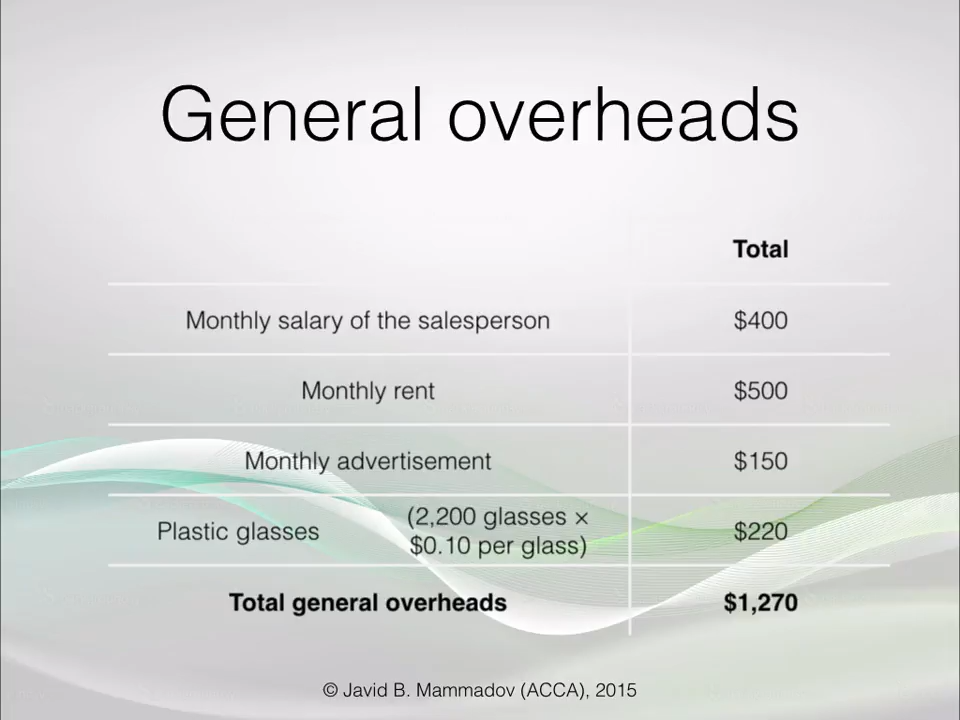 General overheads
Total
Monthly salary of the salesperson $400
Monthly rent $500
Monthly advertisement $150
Plastic glasses (2,200 glasses ×
$0.10 per glass) $220
Total general overheads $1,270
© Javid B. Mammadov (ACCA), 2015